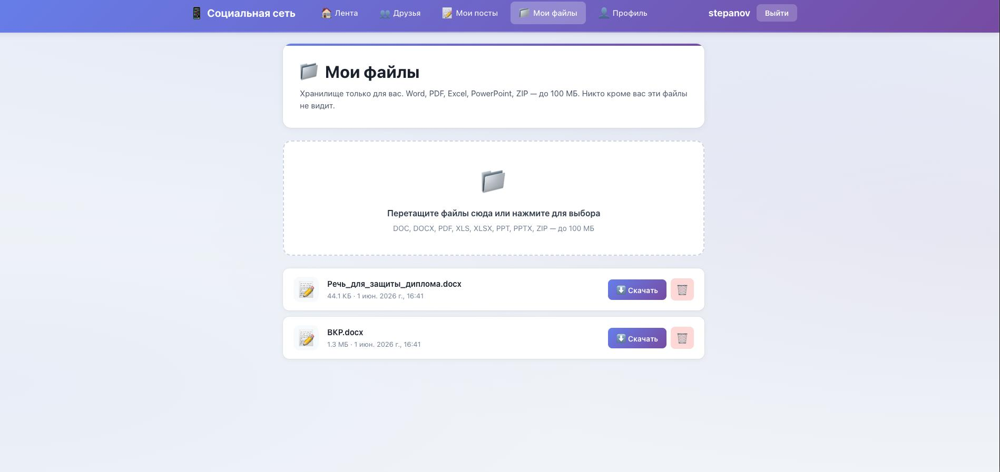 Социальная сеть
Лента
Друзья
Мои посты
Мои файлы
Профиль
stepanov
Выйти
Мои файлы
Хранилище только для вас. Word, PDF, Excel, PowerPoint, ZIP — до 100 МБ. Никто кроме вас эти файлы
не видит.
Перетащите файлы сюда или нажмите для выбора
DOC, DOCX, PDF, XLS, XLSX, PPT, PPTX, ZIP — до 100 МБ
Речь_для_защиты_диплома.docx
44.1 КБ · 1 июн. 2026 г., 16:41
Скачать
ВКР.docx
1.3 МБ · 1 июн. 2026 г., 16:41
Скачать